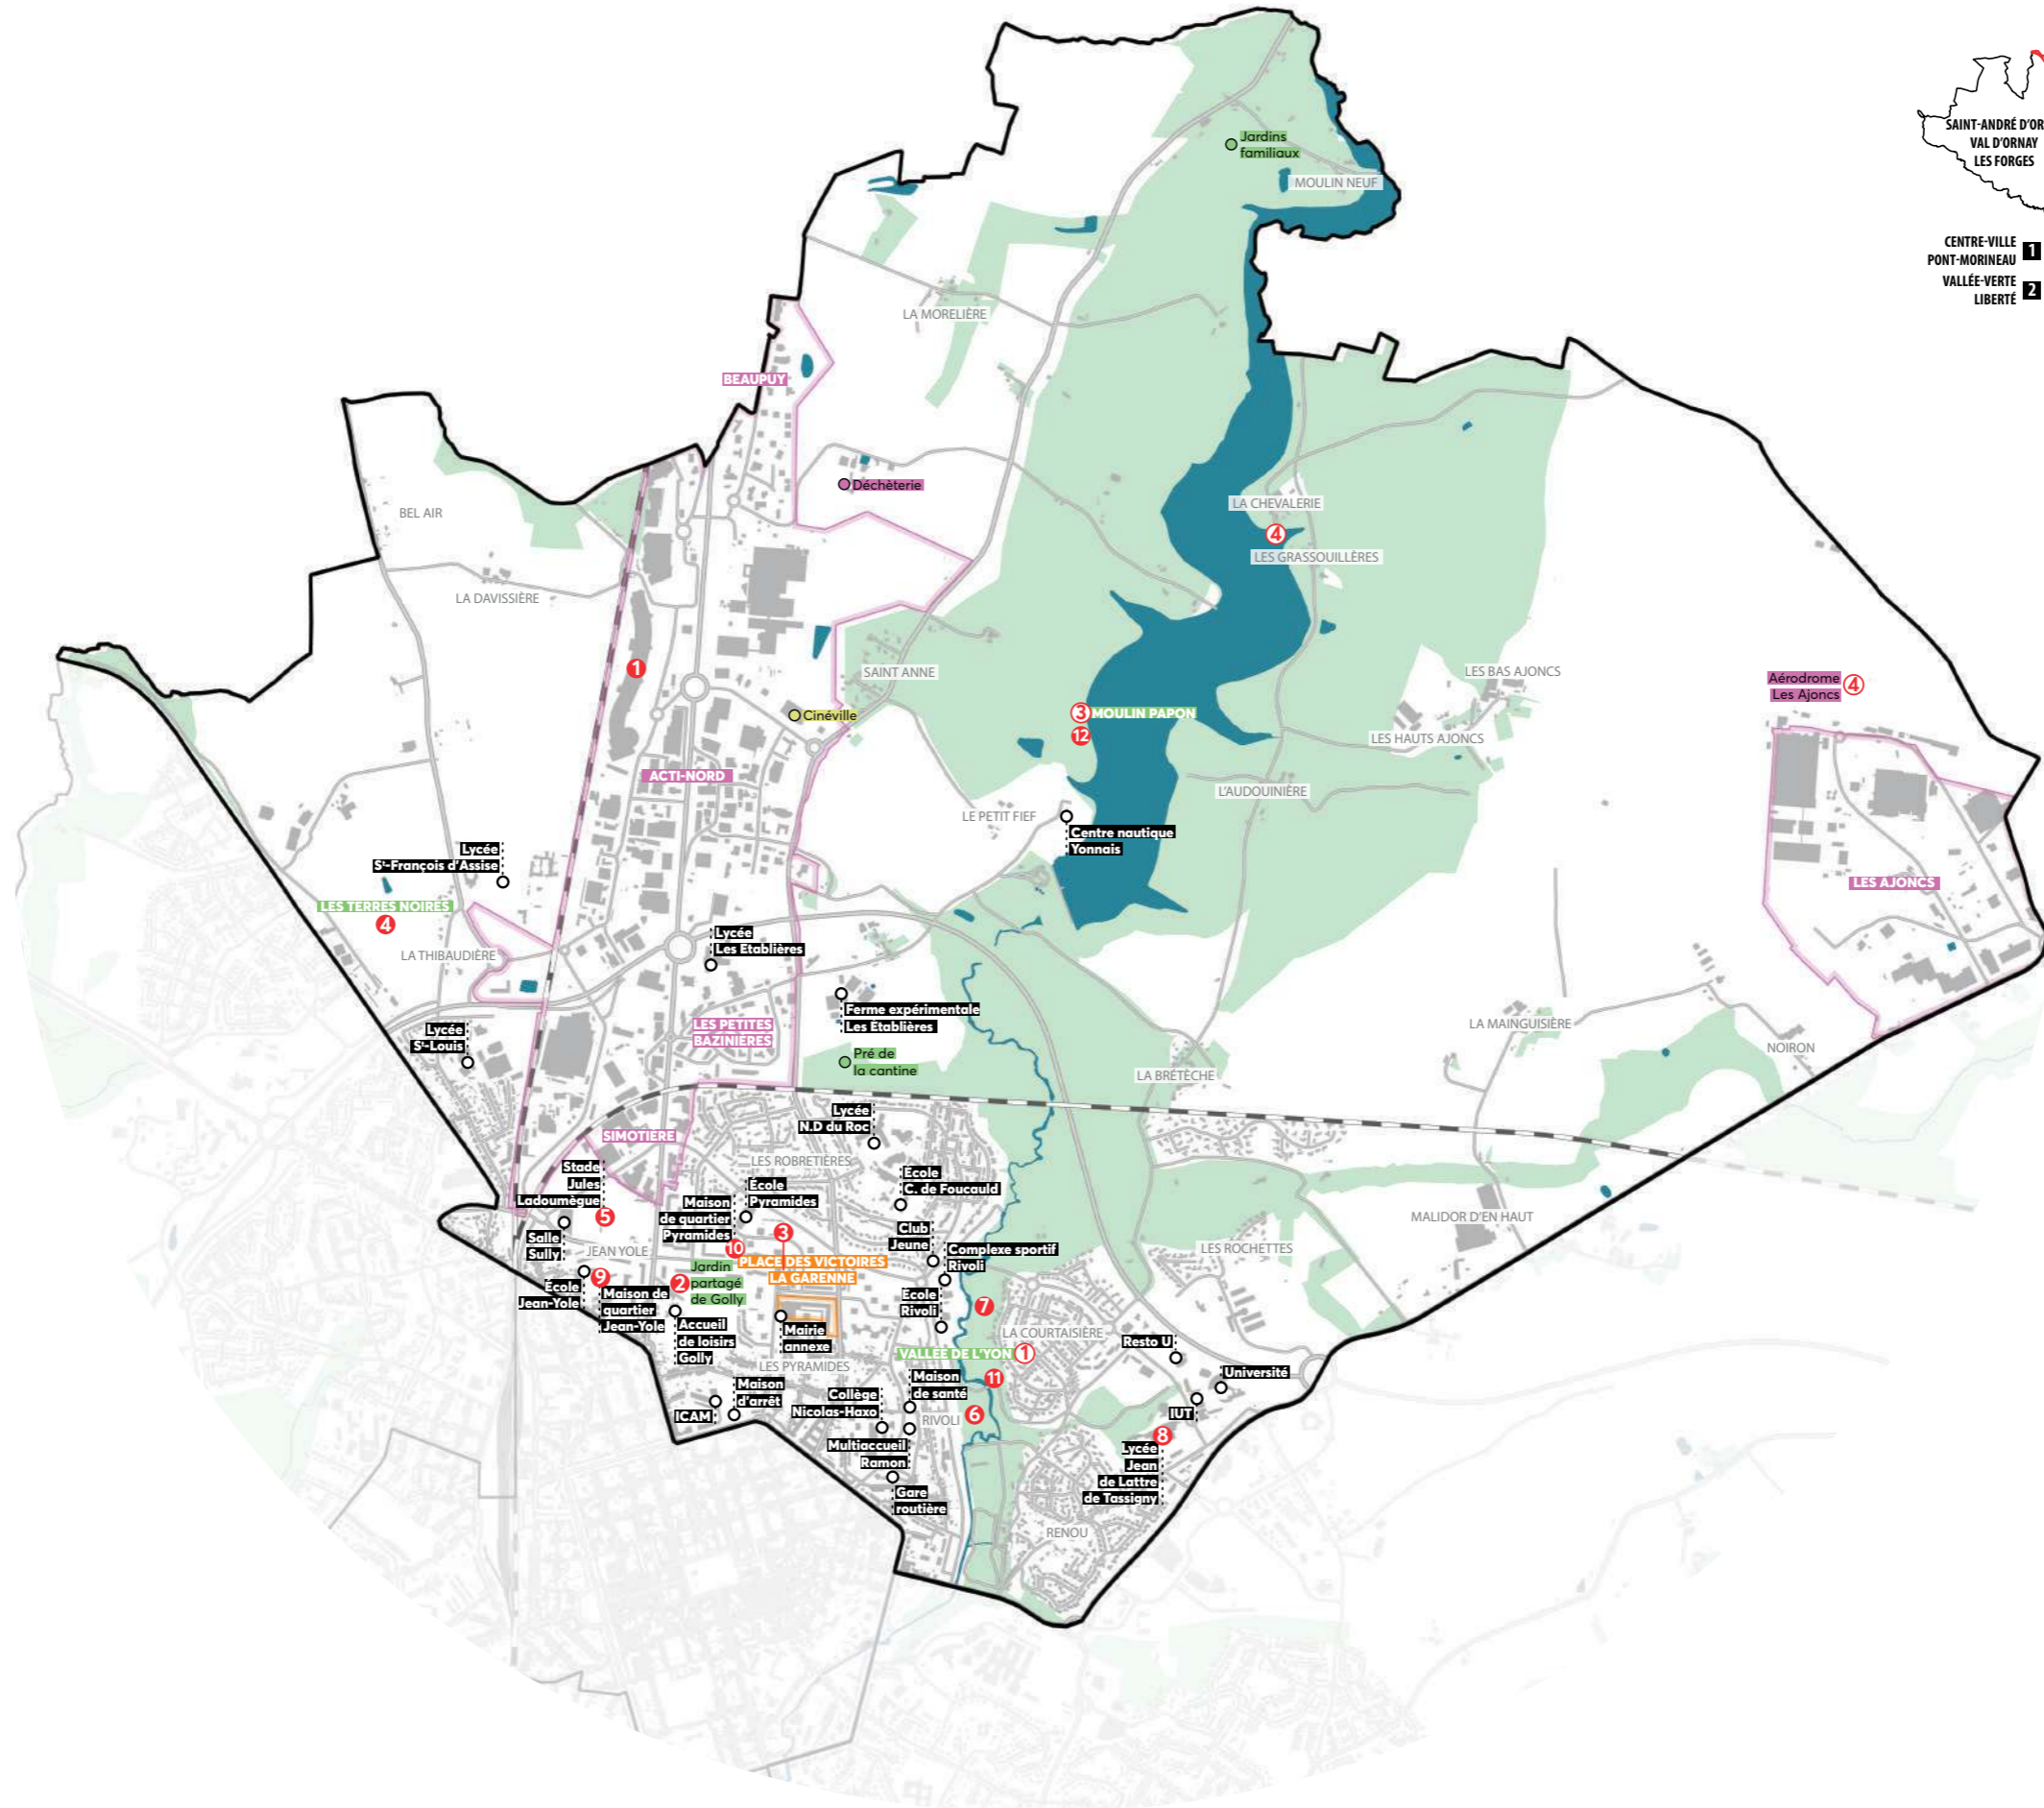 SAINT-ANDRÉ D'OR
VAL D'ORNAY
LES FORGES
CENTRE-VILLE
PONT-MORINEAU
1
VALLÉE-VERTE
LIBERTÉ
2
Jardins
familiaux
MOULIN NEUF
LA MORELIÈRE
BEAUPUY
Déchèterie
BEL AIR
LA DAVISSIÈRE
LA CHEVALERIE
4
LES GRASSOUILLÈRES
1
SAINT ANNE
Cinéville
3
MOULIN PAPON
12
LES BAS AJONCS
LES HAUTS AJONCS
Aérodrome
Les Ajoncs
4
ACTI-NORD
L'AUDOUINIÈRE
LE PETIT FIEF
Centre nautique
Yonnais
Lycée
St-François d'Assise
LES TERRES NOIRES
4
LA THIBAUDIÈRE
LES AJONCS
Lycée
Les Etablières
Ferme expérimentale
Les Établières
LES PETITES
BAZINIÈRES
Lycée
St-Louis
Pré de
la cantine
LA MAINGUISIÈRE
NOIRON
LA BRETÈCHE
Lycée
N.D du Roc
SIMOTIÈRE
LES ROBRETIÈRES
Stade
Jules
Ladoumègue
5
École
C. de Foucauld
École
Pyramides
Maison
de quartier
Pyramides
10
3
PLACE DES VICTOIRES
LA GARENNE
Salle
Sully
JEAN YOLE
Club
Jeune
Complexe sportif
Rivoli
MALIDOR D'EN HAUT
LES ROCHETTES
École
Jean-Yole
9
Maison de
quartier
Jean-Yole
2
Jardin
partagé
de Golly
Accueil
de loisirs
Golly
Mairie
annexe
Ecole
Rivoli
7
LA COURTAISIÈRE
VALLÉE DE L'YON
1
Resto U
Université
LES PYRAMIDES
Maison
d'arrêt
ICAM
Collège
Nicolas-Haxo
Maison
de santé
11
RIVOLI
6
IUT
8
Multiaccueil
Ramon
Lycée
Jean
de Lattre
de Tassigny
Gare
routière
RENOU